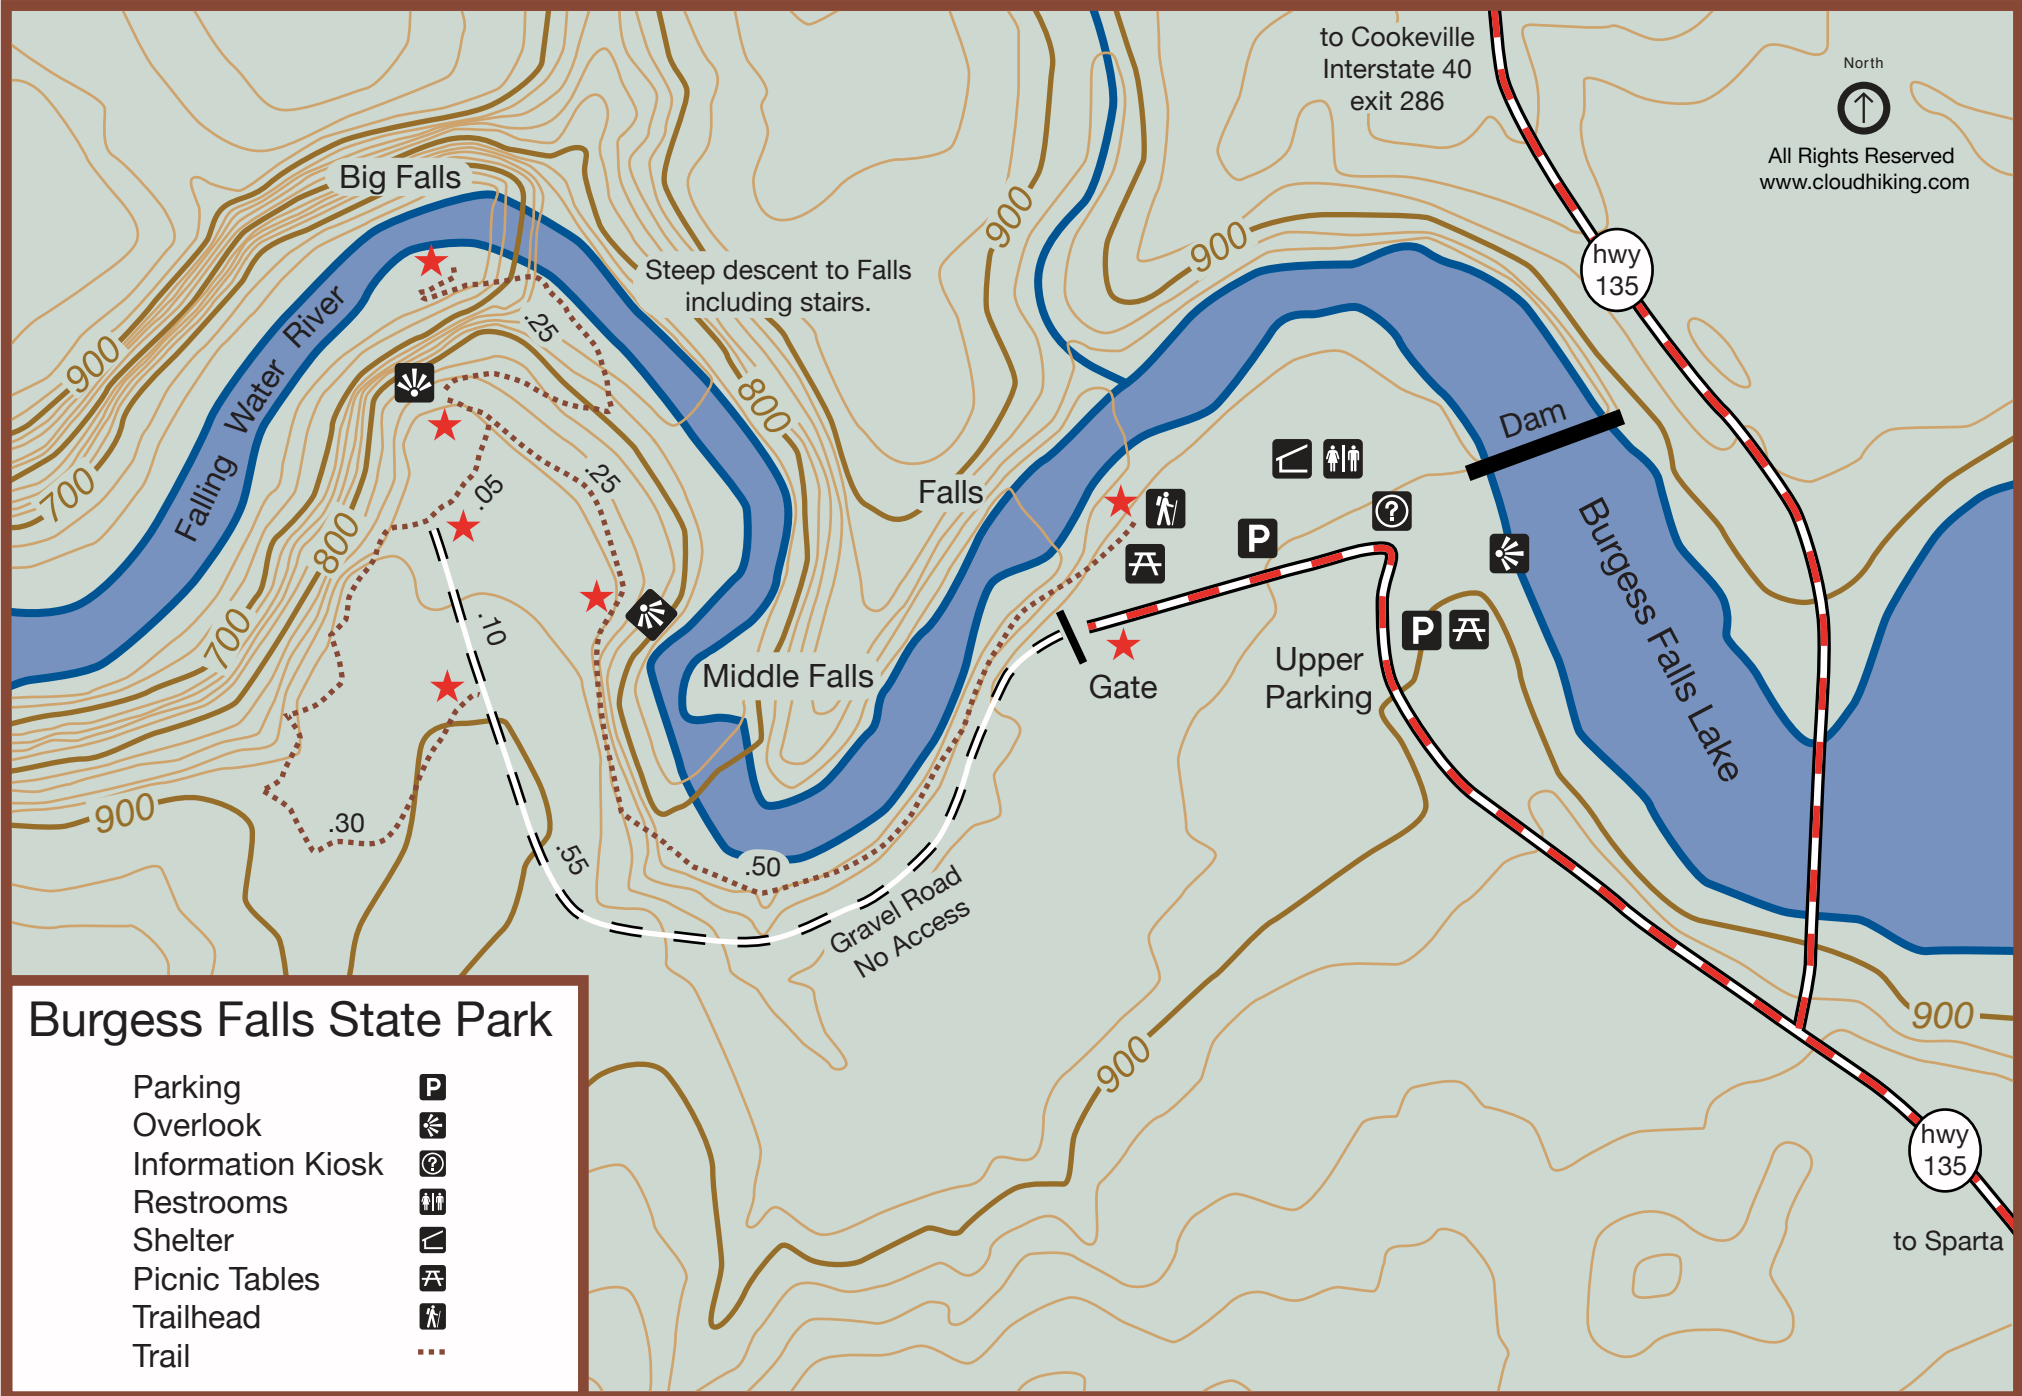 to Cookeville
Interstate 40
exit 286
North
All Rights Reserved
www.cloudhiking.com
Big Falls
900
900
hwy
135
Steep descent to Falls
including stairs.
Falling Water River
.25
900
800
Dam
Falls
700
.25
.05
P
?
800
Burgess Falls Lake
.10
700
P
Middle Falls
Gate
Upper
Parking
900
.30
.55
.50
Gravel Road
No Access
900
900
hwy
135
to Sparta
Burgess Falls State Park
Parking P
Overlook
Information Kiosk ?
Restrooms
Shelter
Picnic Tables
Trailhead
Trail